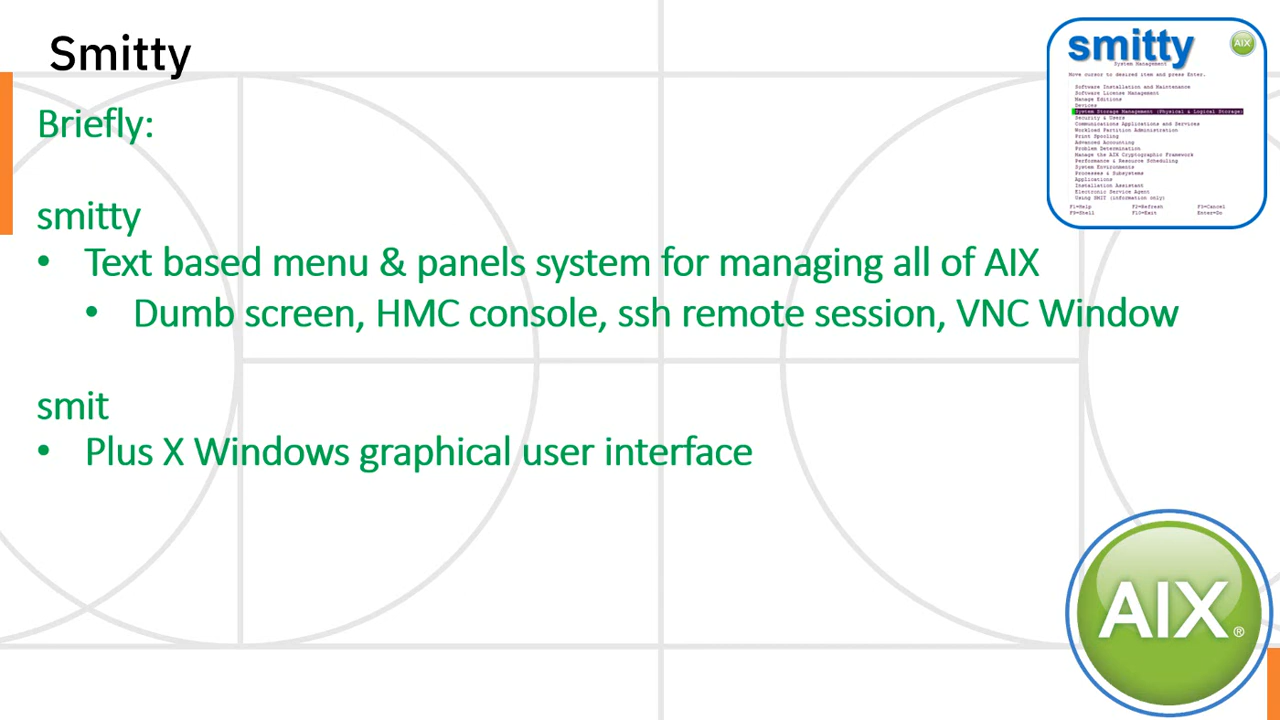 Smitty
Briefly:
smitty
• Text based menu & panels system for managing all of AIX
• Dumb screen, HMC console, ssh remote session, VNC Window
smit
• Plus X Windows graphical user interface
smitty
AIX
System Management
Move cursor to desired item and press Enter.
Software Installation and Maintenance
Software License Management
Manage Editions
Devices
System Storage Management (Physical & Logical Storage)
Security & Users
Communications Applications and Services
Workload Partition Administration
Print Spooling
Advanced Accounting
Problem Determination
Manage the AIX Cryptographic Framework
Performance & Resource Scheduling
System Environments
Processes & Subsystems
Applications
Installation Assistant
Electronic Service Agent
Using SMIT (information only)
F1=Help F2=Refresh F3=Cancel
F9=Shell F10=Exit Enter=Do
AIX®